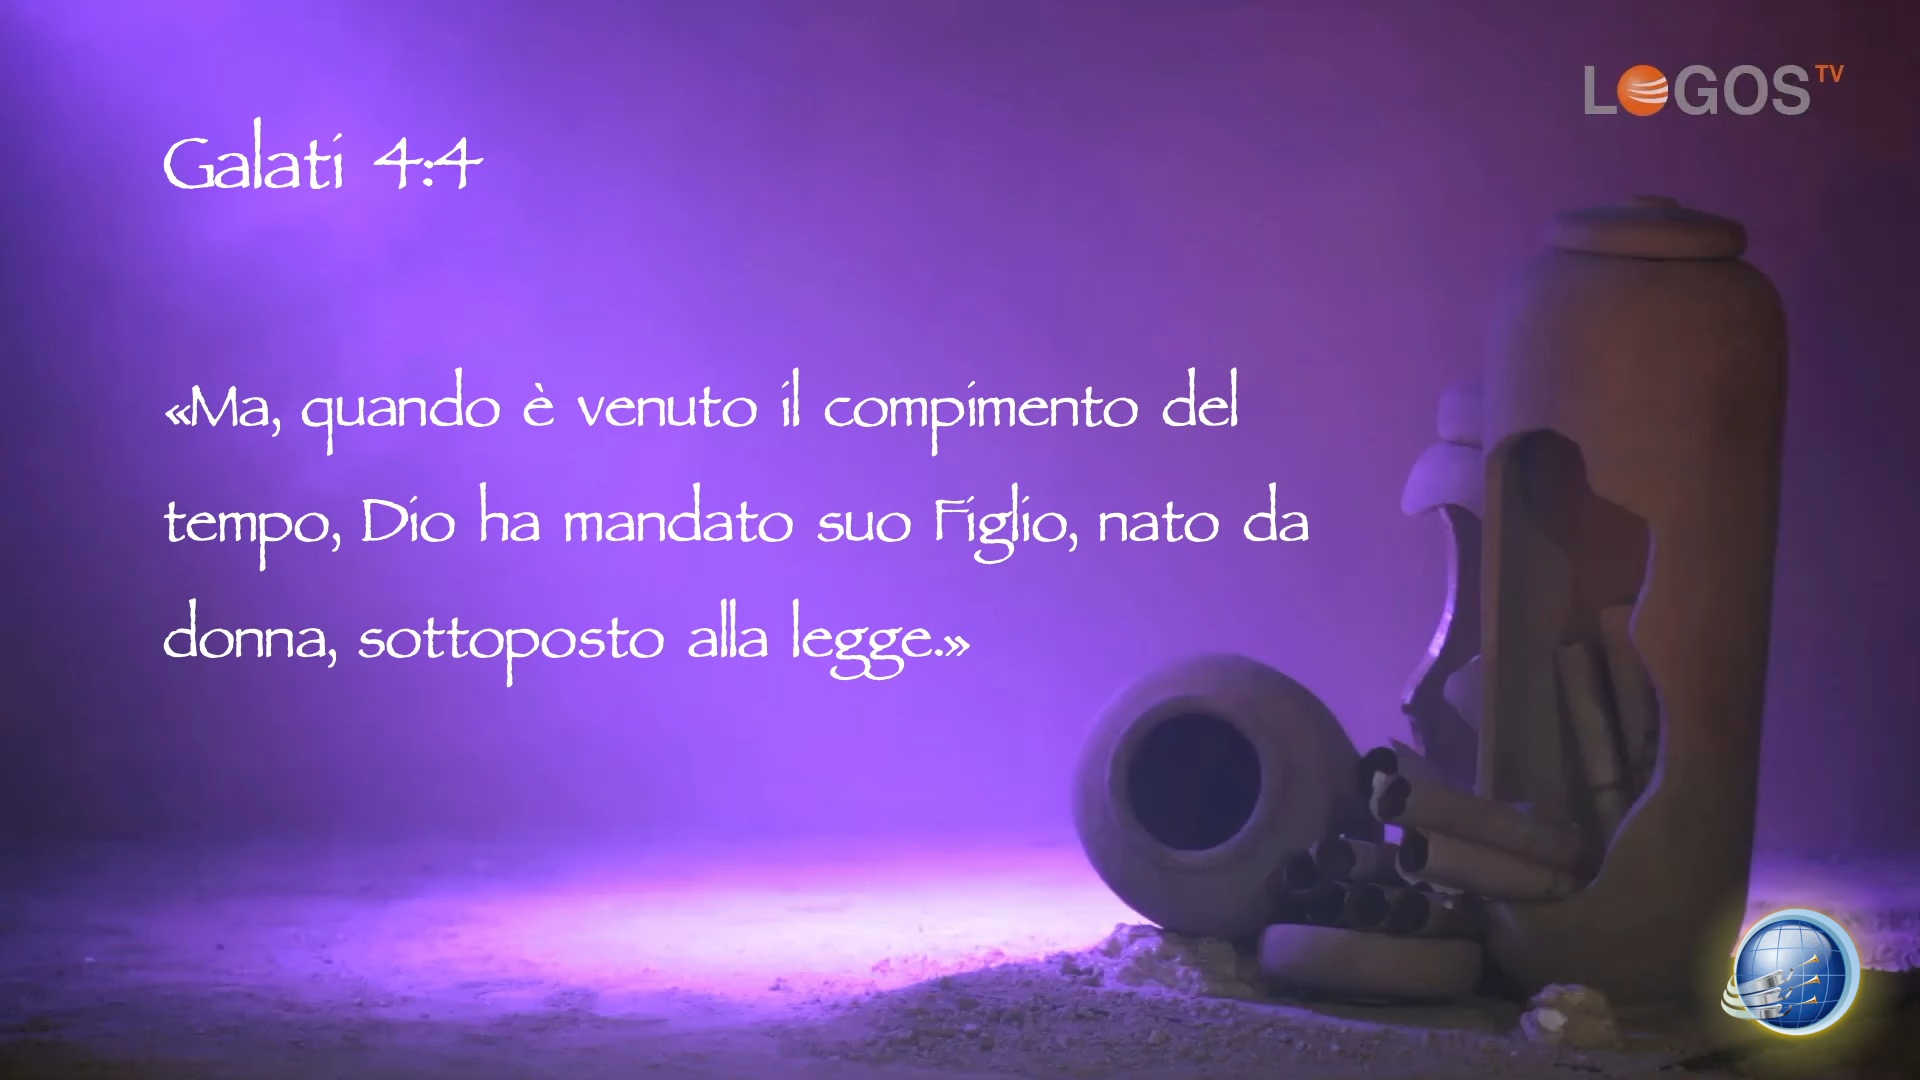 LOGOS TV
Galati 4:4
«Ma, quando è venuto il compimento del
tempo, Dio ha mandato suo Figlio, nato da
donna, sottoposto alla legge.»